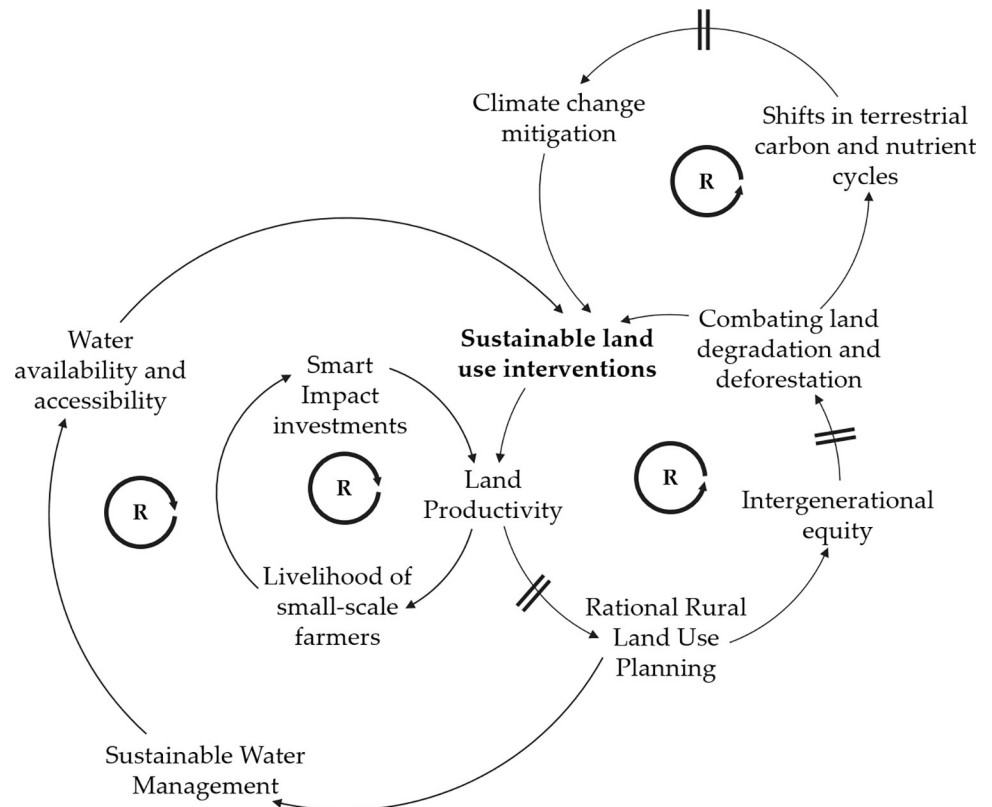 Climate change
mitigation
Shifts in terrestrial
carbon and nutrient
cycles
R
Water
availability and
accessibility
Sustainable land
use interventions
Combating land
degradation and
deforestation
Smart
Impact
investments
R
R
R
Land
Productivity
Intergenerational
equity
Livelihood of
small-scale
farmers
Rational Rural
Land Use
Planning
Sustainable Water
Management